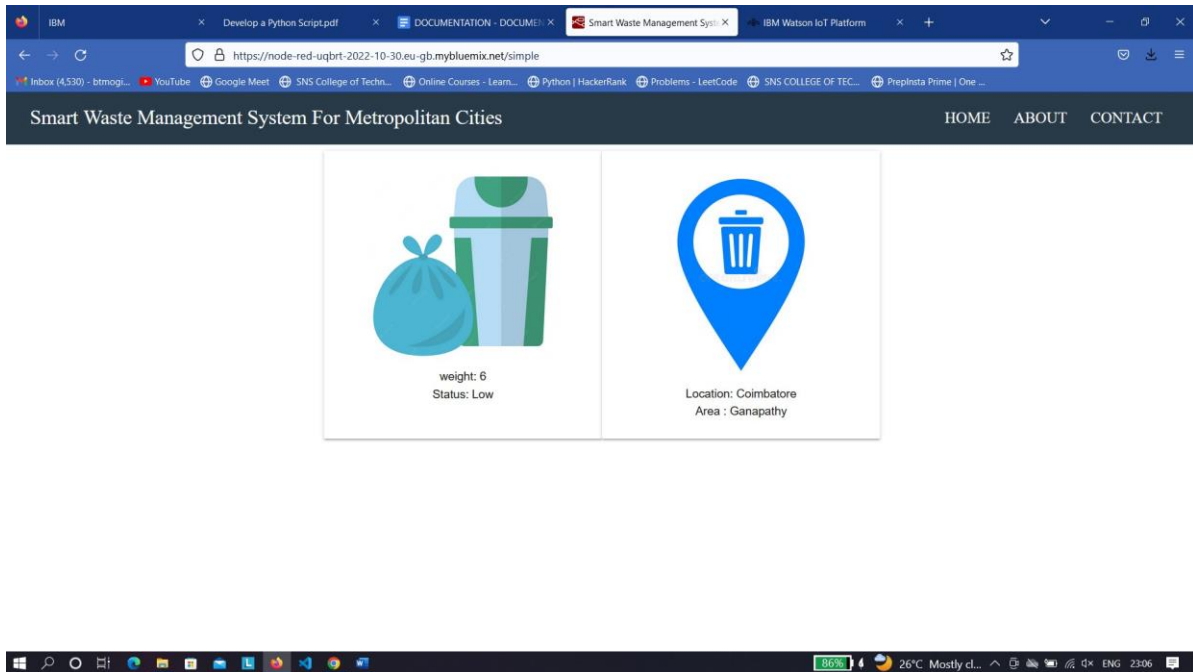 IBM
Develop a Python Script.pdf
DOCUMENTATION - DOCUMEN
Smart Waste Management Syste
IBM Watson IoT Platform
https://node-red-uqbrt-2022-10-30.eu-gb.mybluemix.net/simple
Inbox (4,530) - btmogi... YouTube Google Meet SNS College of Techn... Online Courses - Learn... Python | HackerRank Problems - LeetCode SNS COLLEGE OF TEC... PrepInsta Prime | One ...
Smart Waste Management System For Metropolitan Cities
HOME ABOUT CONTACT
weight: 6
Status: Low
Location: Coimbatore
Area : Ganapathy
86% 26°C Mostly cl... ENG 23:06